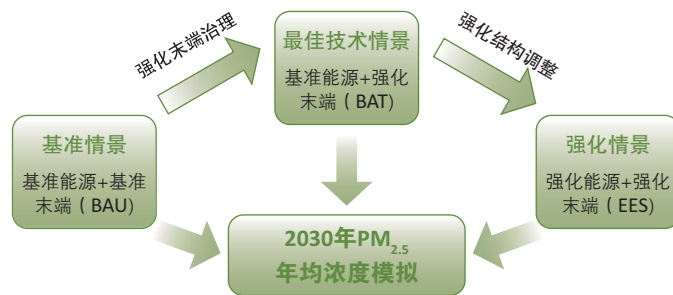 强化末端治理
最佳技术情景
基准能源+强化
末端（BAT)
强化结构调整
基准情景
基准能源+基准
末端（BAU)
强化情景
强化能源+强化
末端（EES)
2030年PM2.5
年均浓度模拟